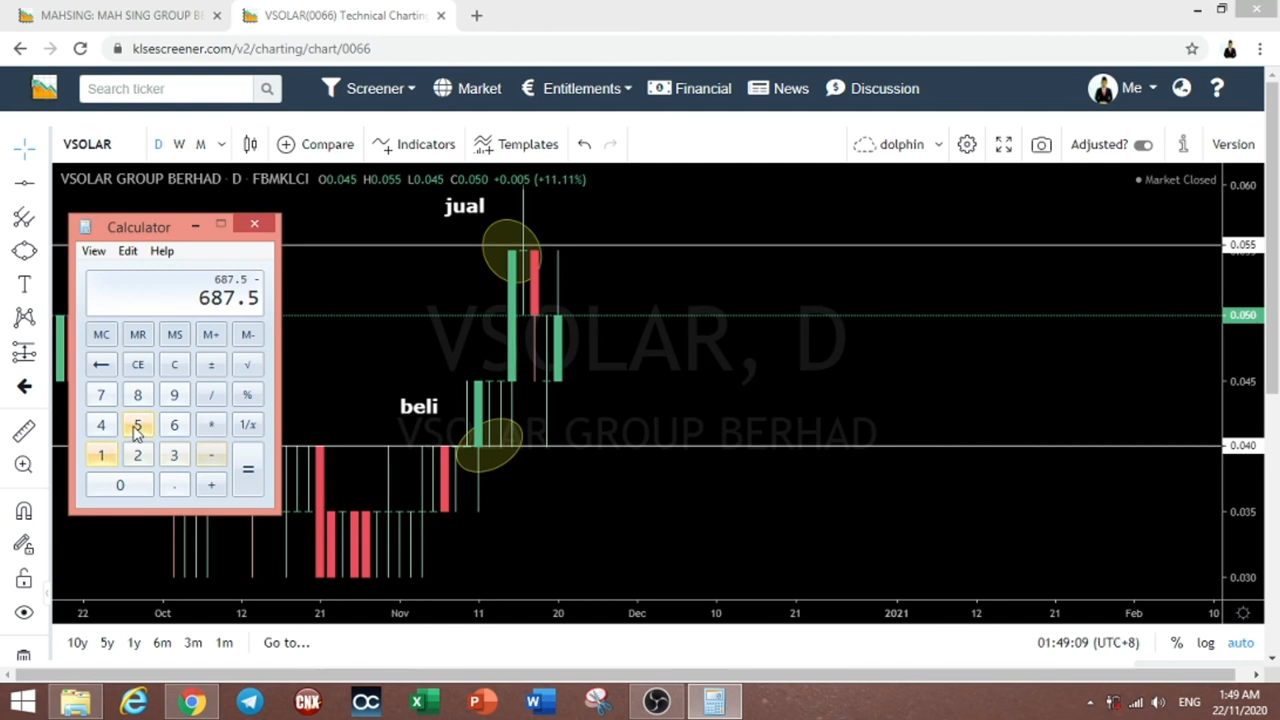 MAHSING: MAH SING GROUP BE
VSOLAR(0066) Technical Charting
klsescreener.com/v2/charting/chart/0066
Search ticker
Screener
Market
Entitlements
Financial
News
Discussion
Me
VSOLAR
D W M
Compare
Indicators
Templates
dolphin
Adjusted?
Version
VSOLAR GROUP BERHAD · D · FBMKLCI O0.045 H0.055 L0.045 C0.050 +0.005 (+11.11%)
Market Closed
0.060
jual
0.055
0.050
0.045
0.040
0.035
0.030
VSOLAR, D
VSOLAR GROUP BERHAD
beli
Calculator
View Edit Help
687.5 -
687.5
MC MR MS M+ M-
← CE C ± √
7 8 9 / %
4 5 6 * 1/x
1 2 3 - =
0 . +
22 Oct 12 21 Nov 11 20 Dec 10 21 2021 12 21 Feb 10
10y 5y 1y 6m 3m 1m Go to...
01:49:09 (UTC+8) % log auto
CNX
OC
ENG
1:49 AM
22/11/2020